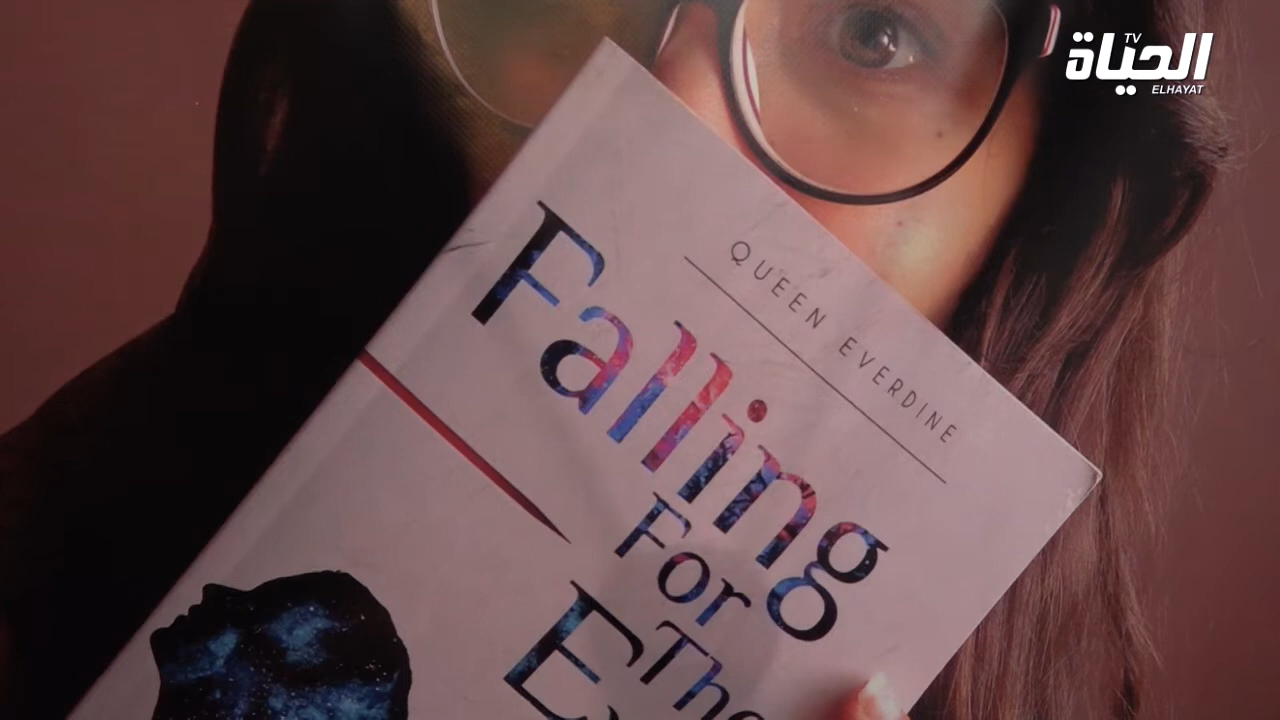 الحياة
TV
ELHAYAT
QUEEN EVERDINE
Falling
For
The